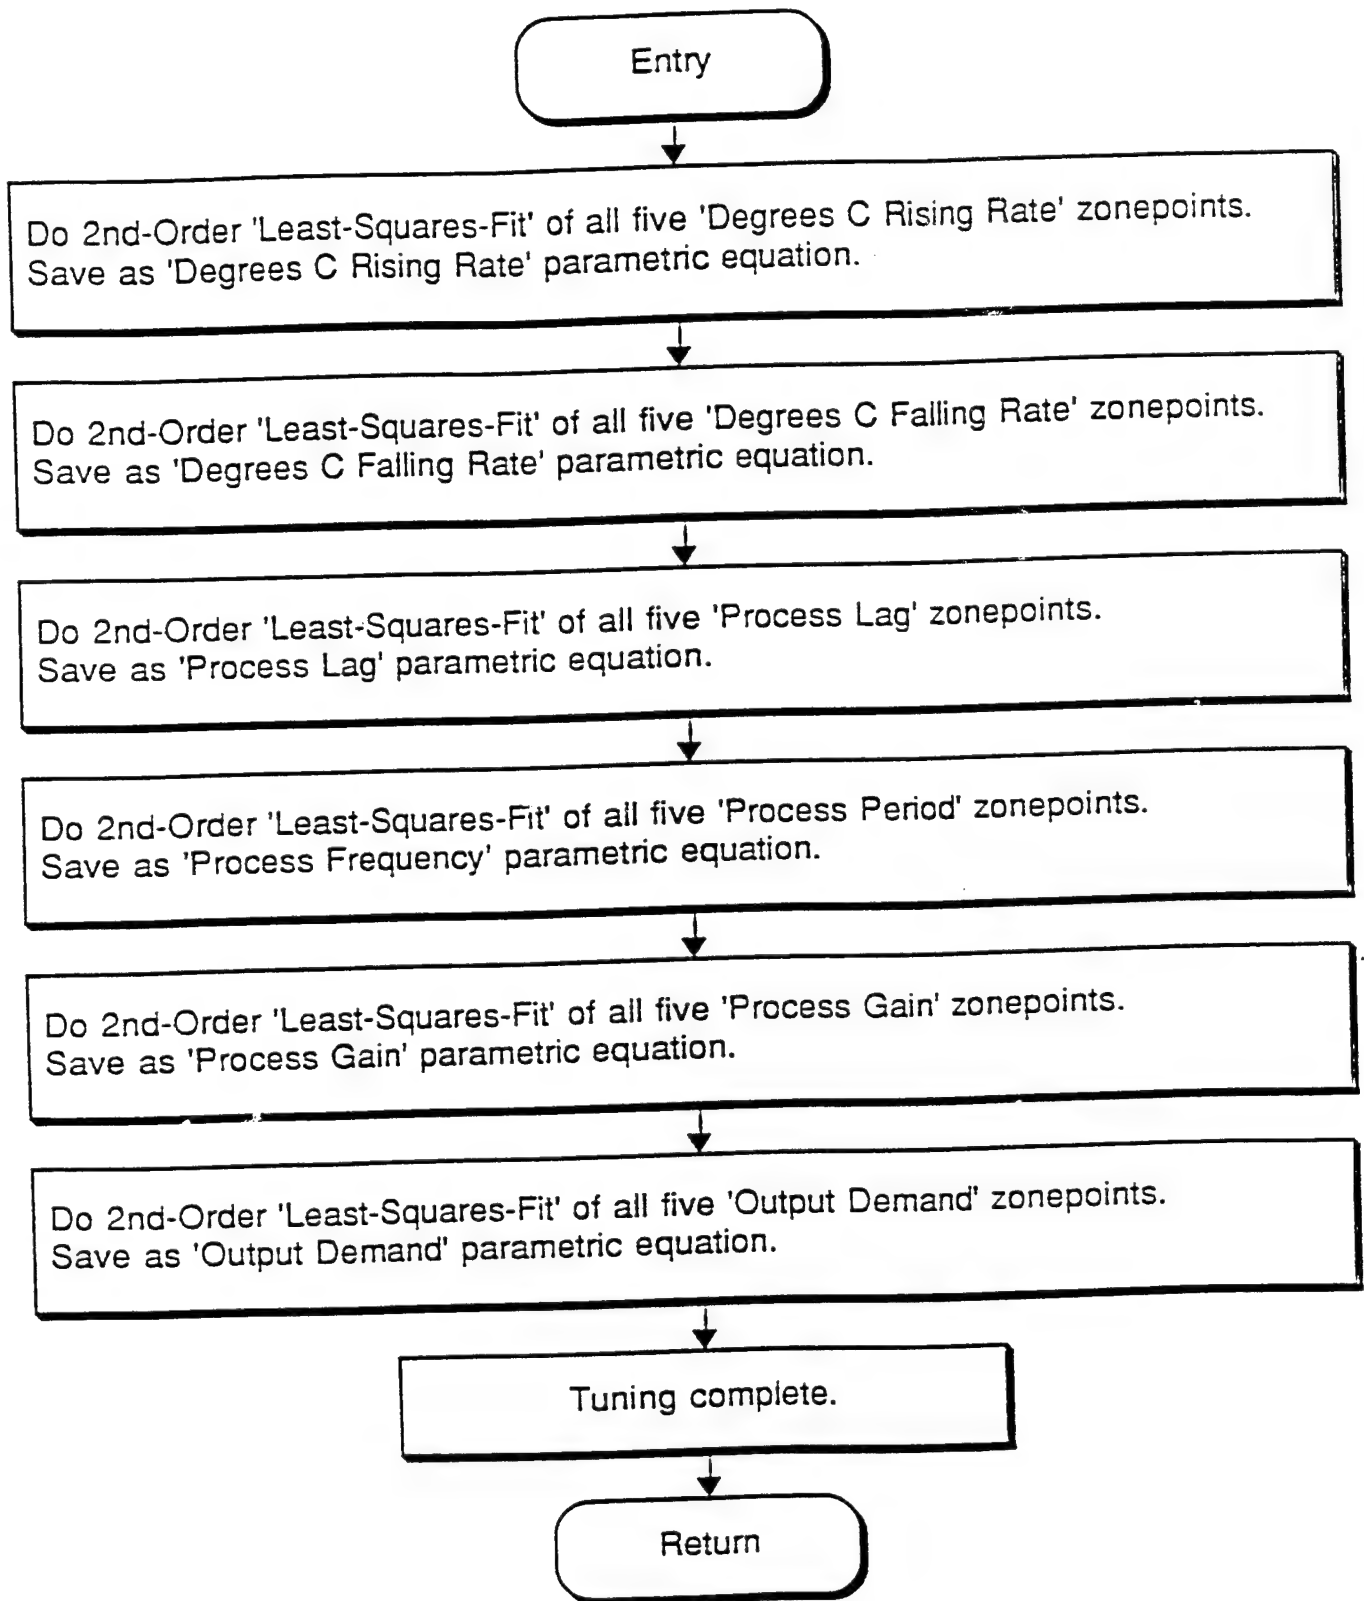 Entry
Do 2nd-Order 'Least-Squares-Fit' of all five 'Degrees C Rising Rate' zonepoints.
Save as 'Degrees C Rising Rate' parametric equation.
Do 2nd-Order 'Least-Squares-Fit' of all five 'Degrees C Falling Rate' zonepoints.
Save as 'Degrees C Falling Rate' parametric equation.
Do 2nd-Order 'Least-Squares-Fit' of all five 'Process Lag' zonepoints.
Save as 'Process Lag' parametric equation.
Do 2nd-Order 'Least-Squares-Fit' of all five 'Process Period' zonepoints.
Save as 'Process Frequency' parametric equation.
Do 2nd-Order 'Least-Squares-Fit' of all five 'Process Gain' zonepoints.
Save as 'Process Gain' parametric equation.
Do 2nd-Order 'Least-Squares-Fit' of all five 'Output Demand' zonepoints.
Save as 'Output Demand' parametric equation.
Tuning complete.
Return